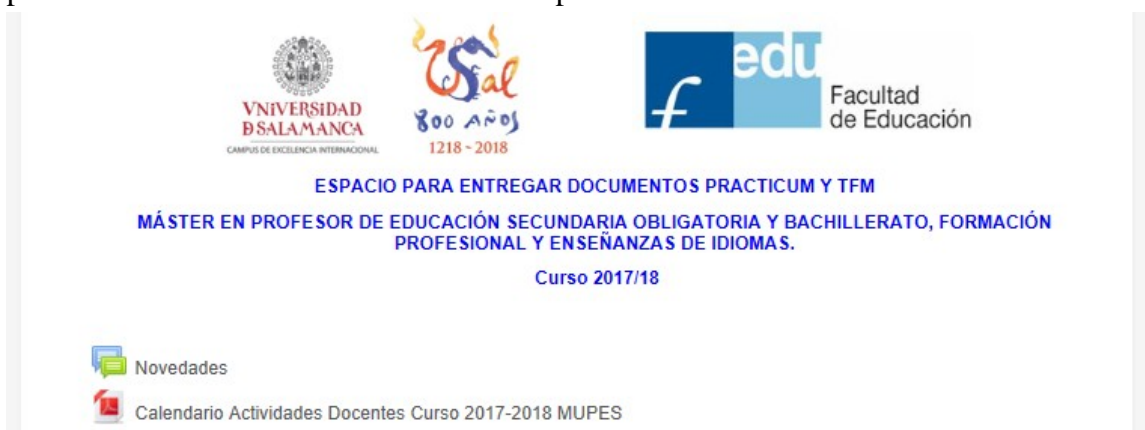 VNiVERSiDAD
Ð SALAMANCA
CAMPUS DE EXCELENCIA INTERNACIONAL
USal
800 AÑOS
1218 - 2018
f edu
Facultad
de Educación
ESPACIO PARA ENTREGAR DOCUMENTOS PRACTICUM Y TFM
MÁSTER EN PROFESOR DE EDUCACIÓN SECUNDARIA OBLIGATORIA Y BACHILLERATO, FORMACIÓN
PROFESIONAL Y ENSEÑANZAS DE IDIOMAS.
Curso 2017/18
Novedades
Calendario Actividades Docentes Curso 2017-2018 MUPES